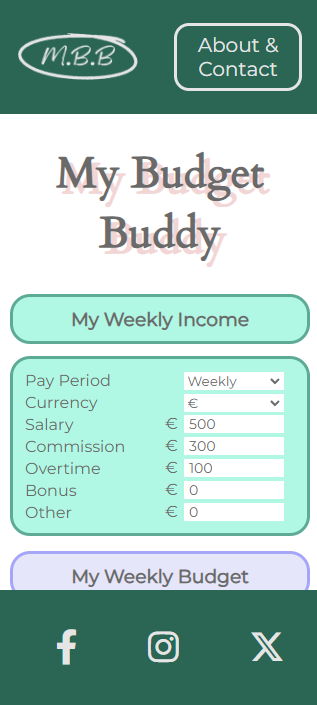 M.B.B
About &
Contact
My Budget
Buddy
My Weekly Income
Pay Period Weekly
Currency €
Salary € 500
Commission € 300
Overtime € 100
Bonus € 0
Other € 0
My Weekly Budget